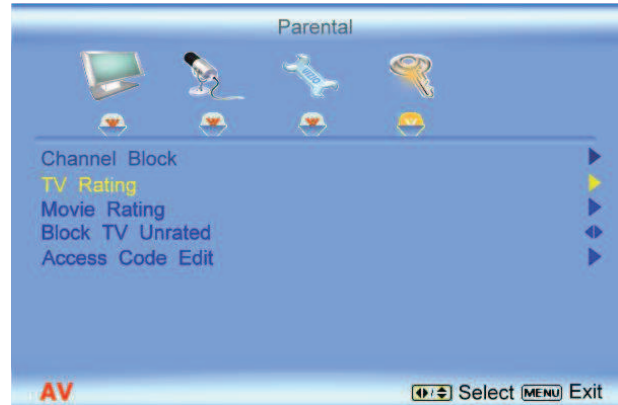 Parental
Channel Block
TV Rating
Movie Rating
Block TV Unrated
Access Code Edit
AV Select MENU Exit